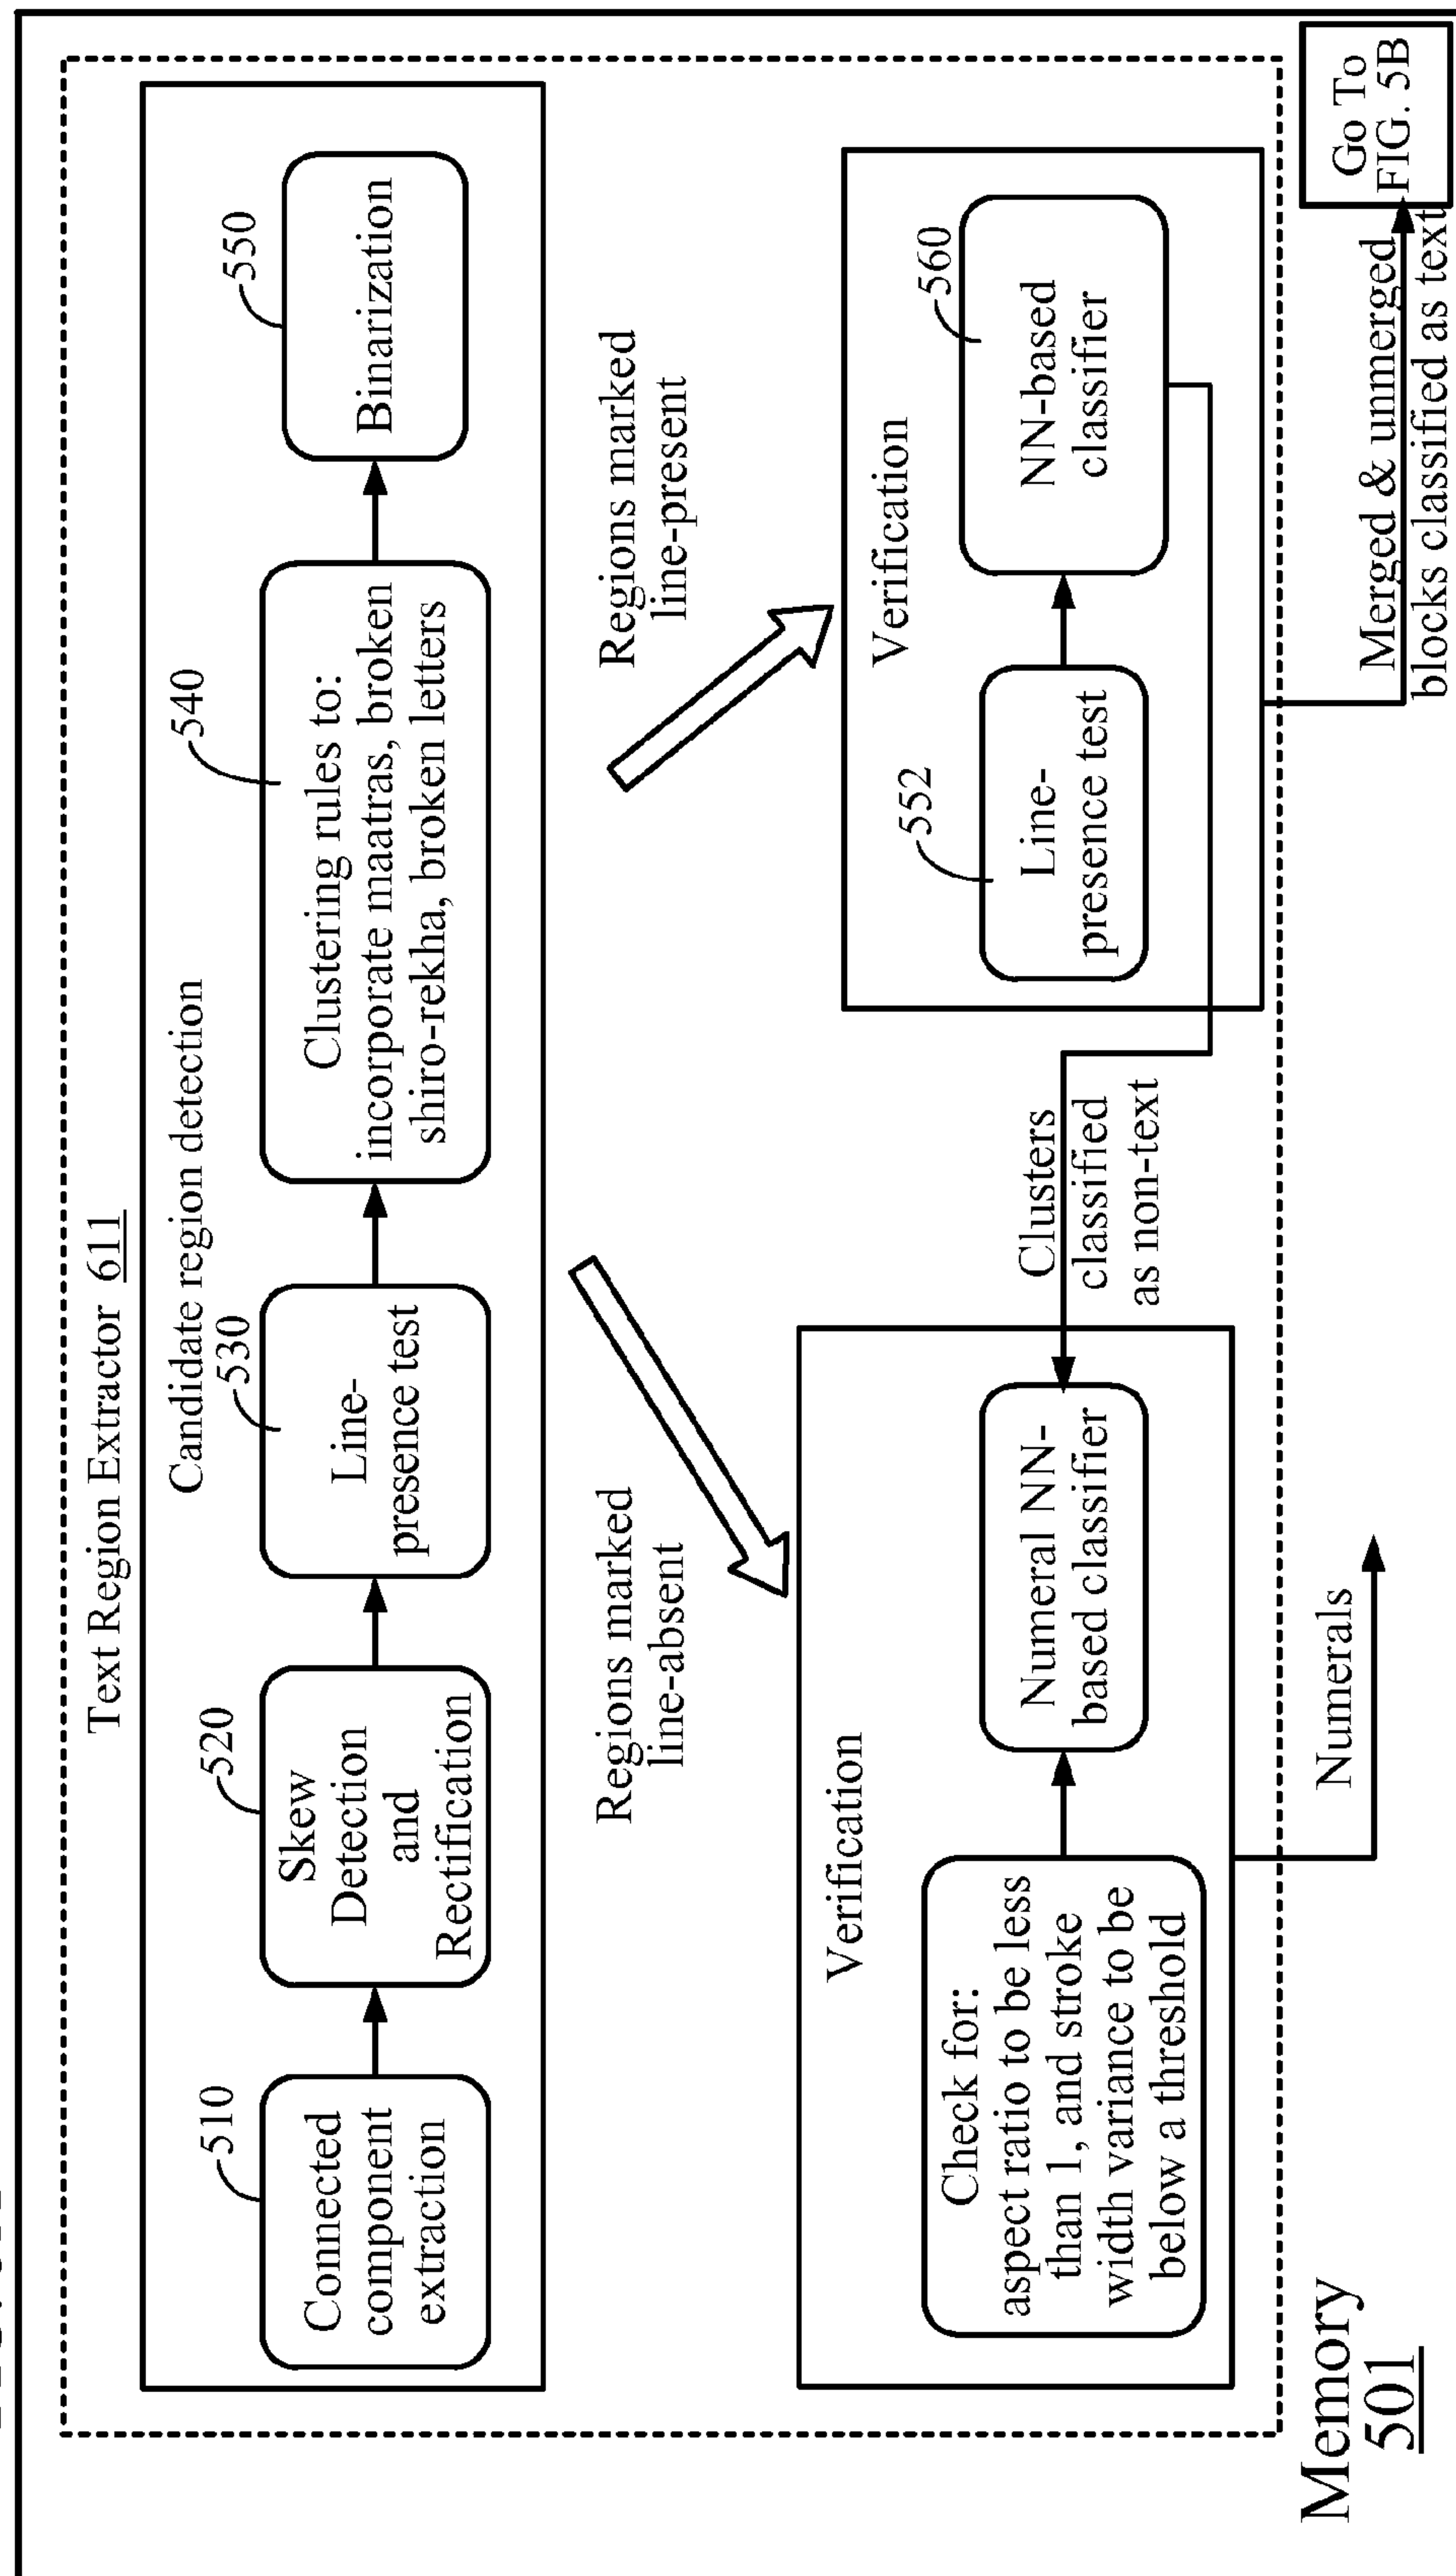 Text Region Extractor 611
Candidate region detection
510
Connected
component
extraction
520
Skew
Detection
and
Rectification
530
Line-
presence test
540
Clustering rules to:
incorporate maatras, broken
shiro-rekha, broken letters
550
Binarization
Regions marked
line-absent
Regions marked
line-present
Verification
Check for:
aspect ratio to be less
than 1, and stroke
width variance to be
below a threshold
Numeral NN-
based classifier
Clusters
classified
as non-text
Verification
552
Line-
presence test
560
NN-based
classifier
Numerals
Merged & unmerged
blocks classified as text
Go To
FIG. 5B
Memory
501